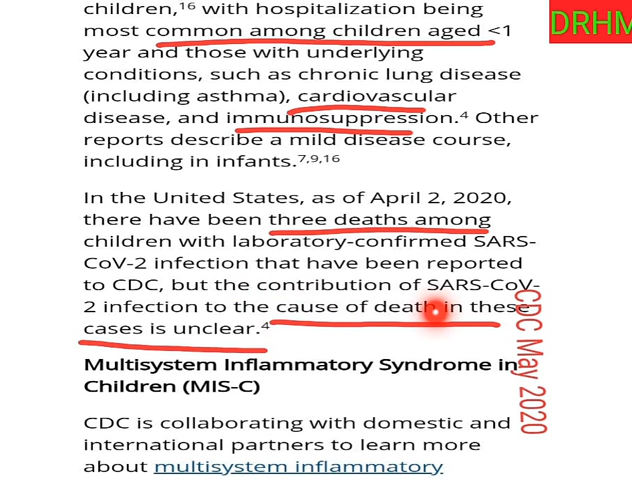 children,16 with hospitalization being
DRHM
most common among children aged <1
year and those with underlying
conditions, such as chronic lung disease
(including asthma), cardiovascular
disease, and immunosuppression.4 Other
reports describe a mild disease course,
including in infants.7,9,16
In the United States, as of April 2, 2020,
there have been three deaths among
children with laboratory-confirmed SARS-
CoV-2 infection that have been reported
to CDC, but the contribution of SARS-CoV-
2 infection to the cause of death in these
cases is unclear.4
CDC May 2020
Multisystem Inflammatory Syndrome in
Children (MIS-C)
CDC is collaborating with domestic and
international partners to learn more
about multisystem inflammatory